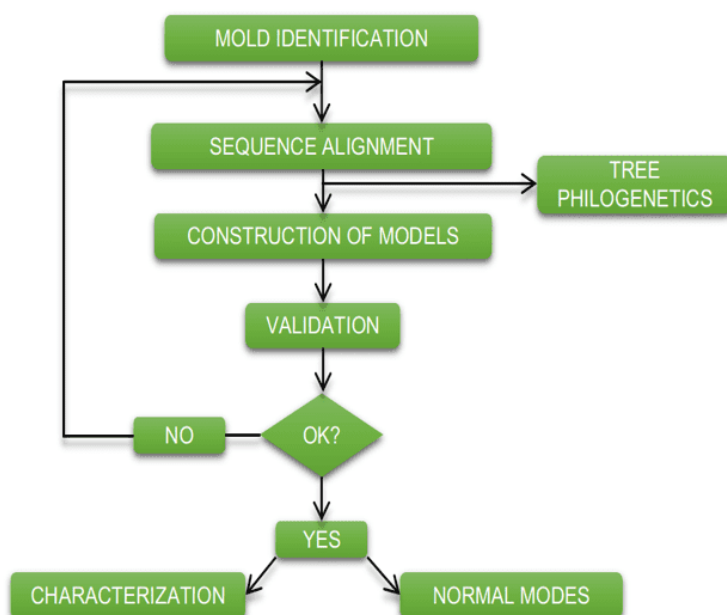 MOLD IDENTIFICATION
SEQUENCE ALIGNMENT
TREE
PHILOGENETICS
CONSTRUCTION OF MODELS
VALIDATION
OK?
NO
YES
CHARACTERIZATION
NORMAL MODES